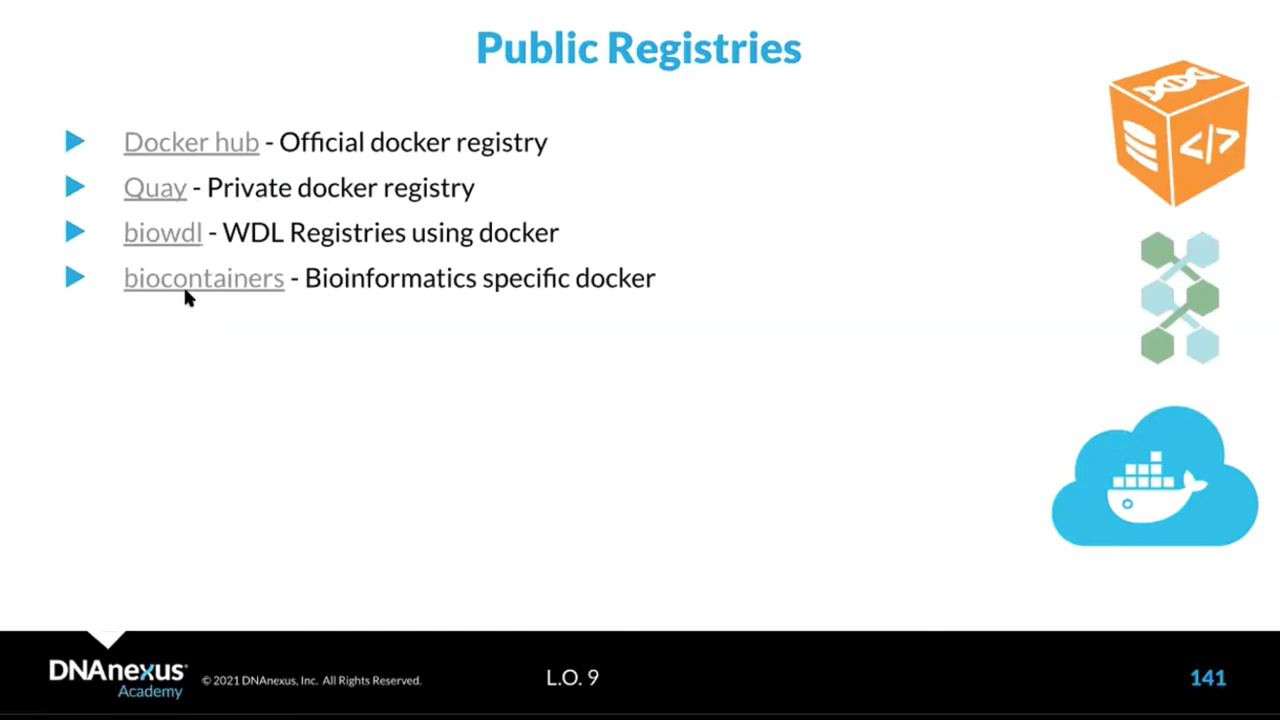 Public Registries
Docker hub - Official docker registry
Quay - Private docker registry
biowdl - WDL Registries using docker
biocontainers - Bioinformatics specific docker
</>
DNAnexus
Academy
© 2021 DNAnexus, Inc. All Rights Reserved.
L.O. 9
141